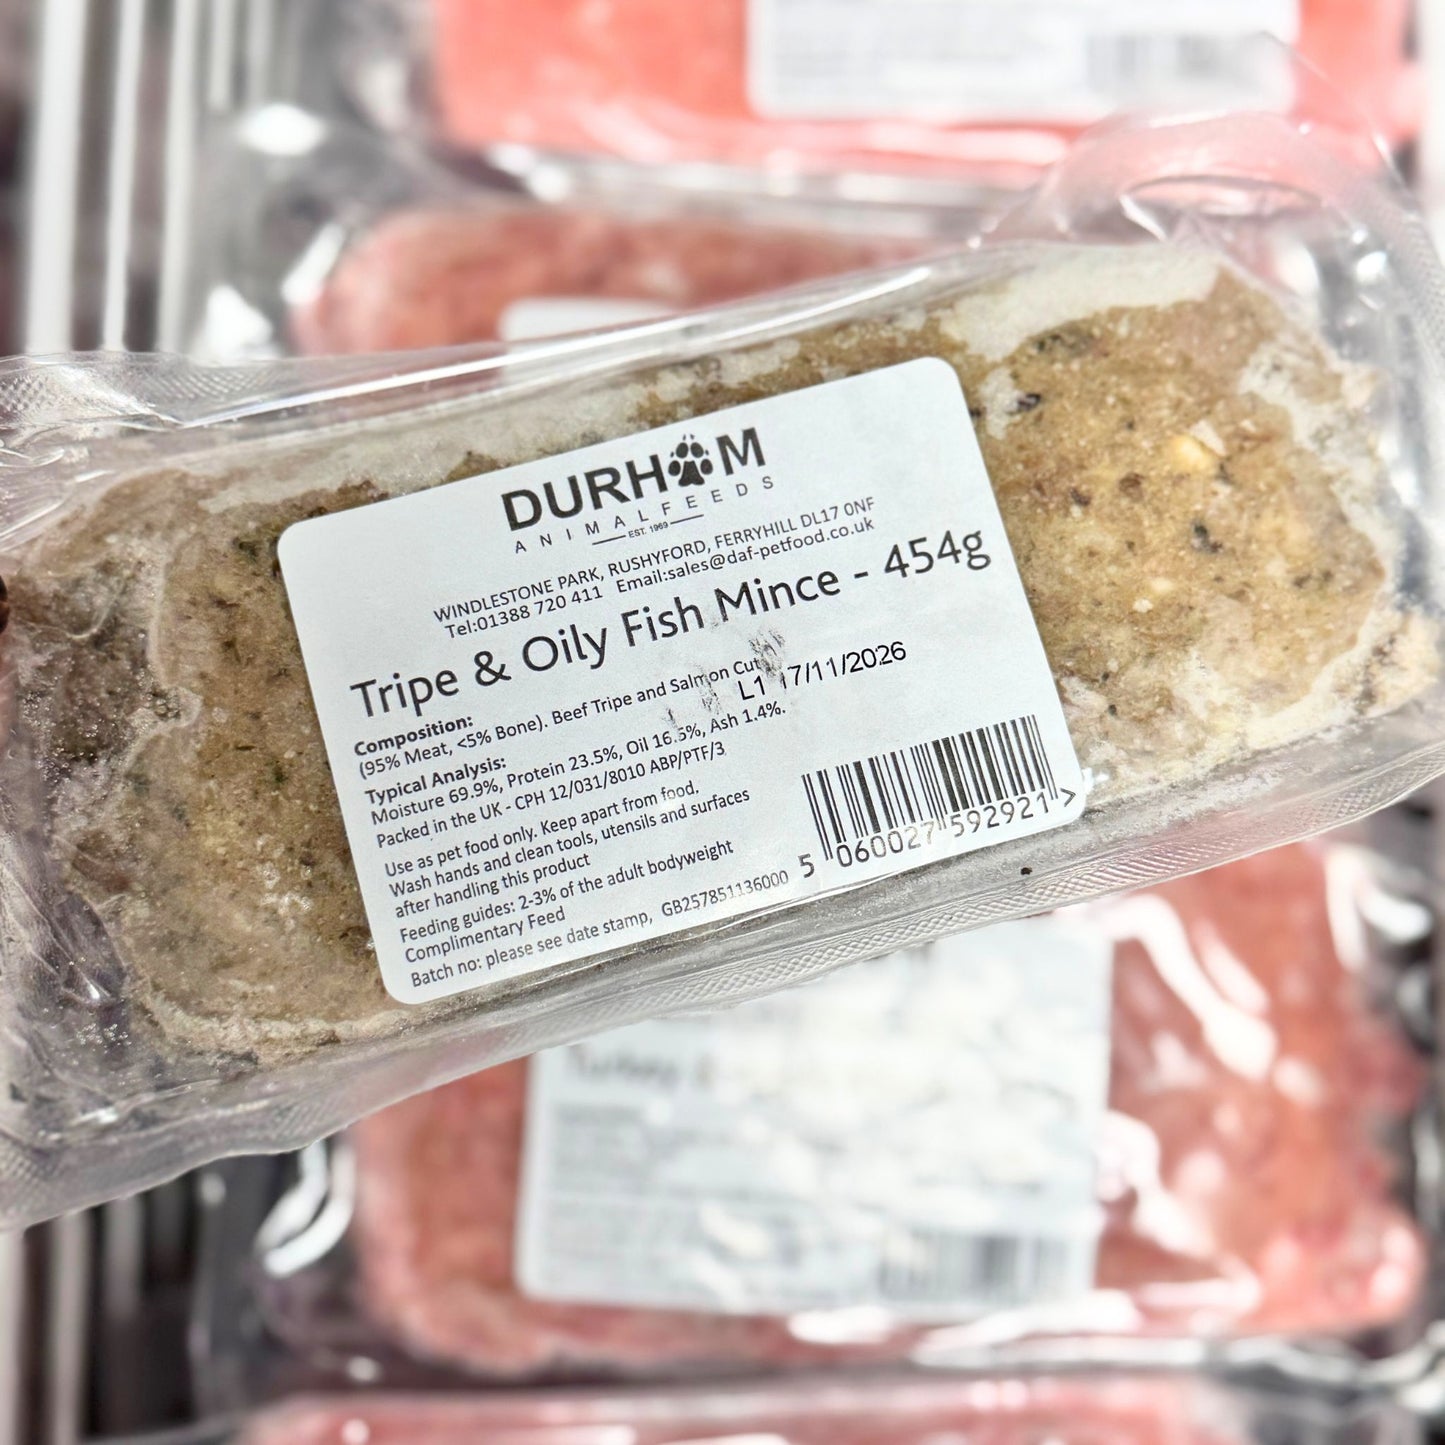 DURHAM
ANIMALFEEDS
EST. 1969
WINDLESTONE PARK, RUSHYFORD, FERRYHILL DL17 0NF
Tel:01388 720 411 Email:sales@daf-petfood.co.uk
Tripe & Oily Fish Mince - 454g
Composition:
(95% Meat, <5% Bone). Beef Tripe and Salmon Cut
L1 17/11/2026
Typical Analysis:
Moisture 69.9%, Protein 23.5%, Oil 16.5%, Ash 1.4%.
Packed in the UK - CPH 12/031/8010 ABP/PTF/3
Use as pet food only. Keep apart from food.
Wash hands and clean tools, utensils and surfaces
after handling this product
Feeding guides: 2-3% of the adult bodyweight
Complimentary Feed
Batch no: please see date stamp, GB257851136000
5 060027 592921 >
Turkey